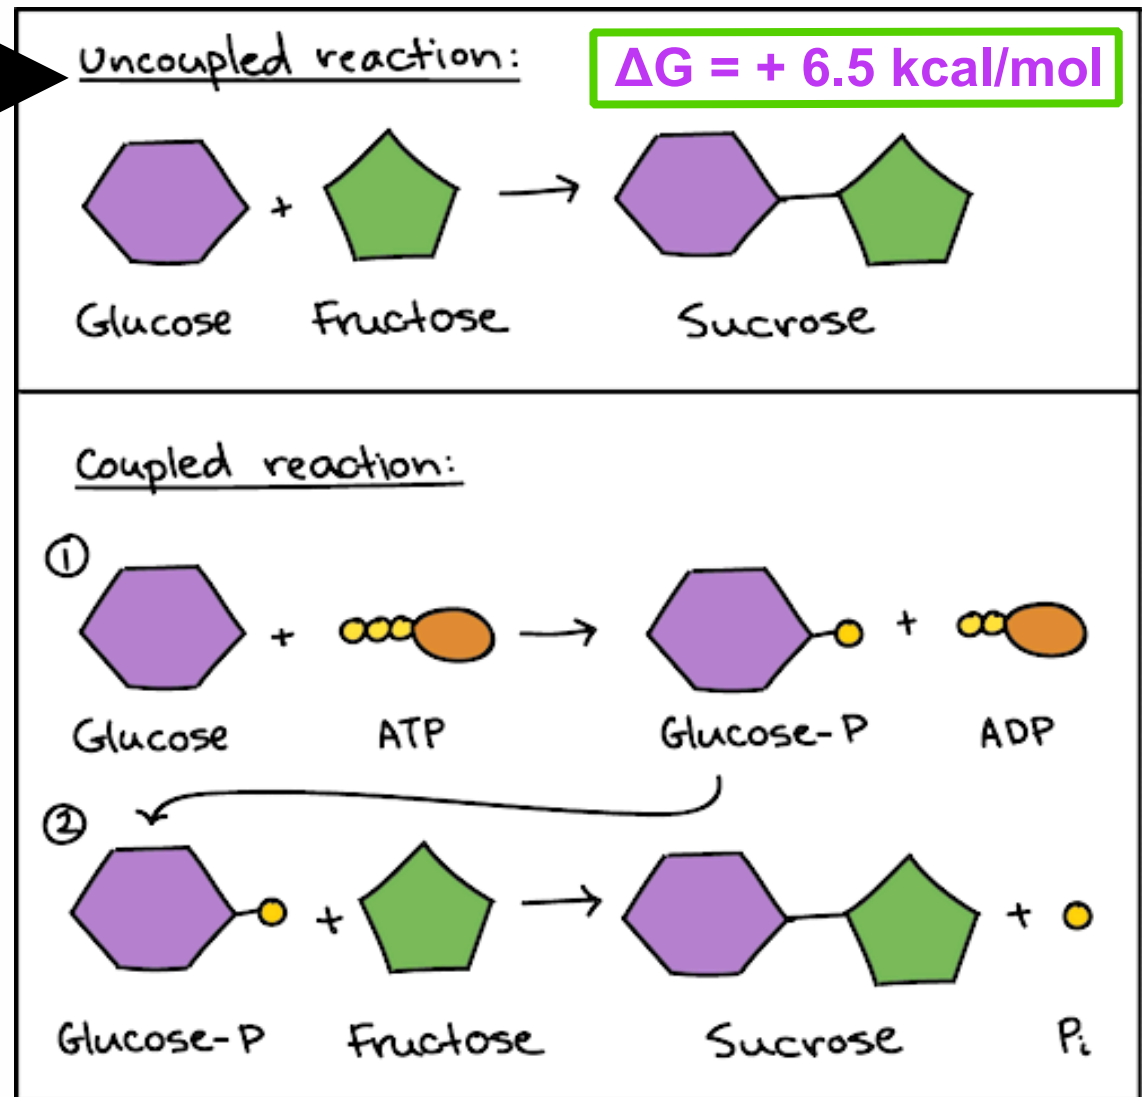 Uncoupled reaction:
ΔG = + 6.5 kcal/mol
+
Glucose Fructose Sucrose
Coupled reaction:
1
+ +
Glucose ATP Glucose-P ADP
2
+ +
Glucose-P Fructose Sucrose Pi